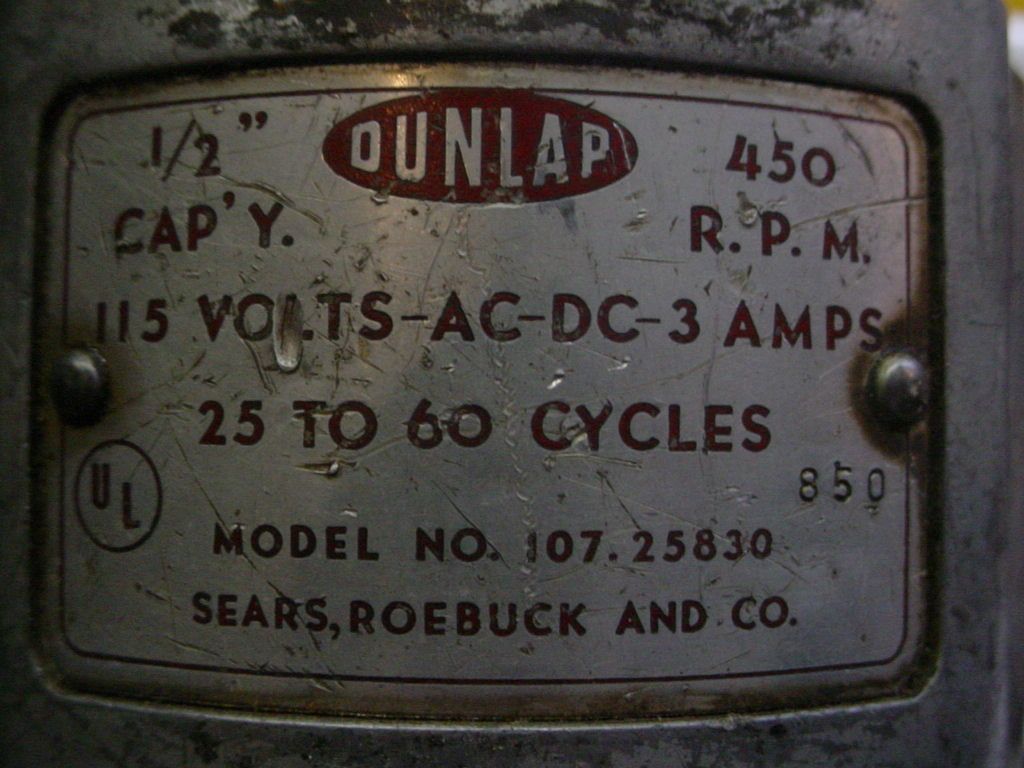 DUNLAP
1/2" 450
CAP'Y. R. P. M.
115 VOLTS-AC-DC-3 AMPS
25 TO 60 CYCLES
850
UL
MODEL NO. 107.25830
SEARS, ROEBUCK AND CO.